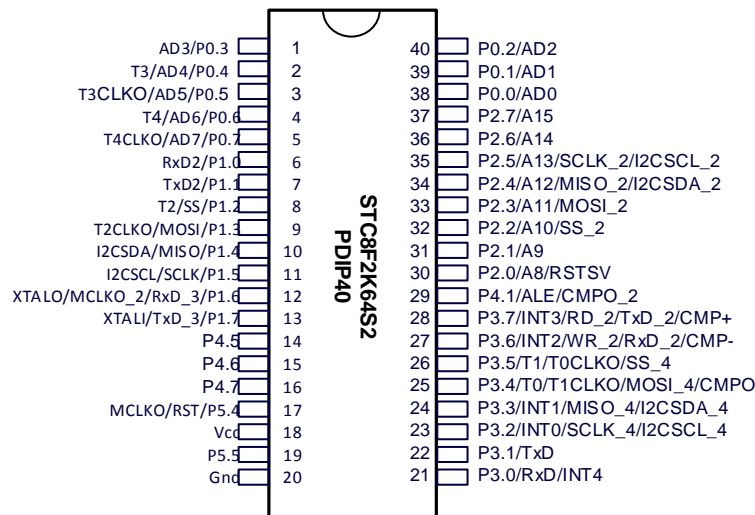 AD3/P0.3 1 40 P0.2/AD2
T3/AD4/P0.4 2 39 P0.1/AD1
T3CLKO/AD5/P0.5 3 38 P0.0/AD0
T4/AD6/P0.6 4 37 P2.7/A15
T4CLKO/AD7/P0.7 5 36 P2.6/A14
RxD2/P1.0 6 35 P2.5/A13/SCLK_2/I2CSCL_2
TxD2/P1.1 7 34 P2.4/A12/MISO_2/I2CSDA_2
T2/SS/P1.2 8 33 P2.3/A11/MOSI_2
T2CLKO/MOSI/P1.3 9 32 P2.2/A10/SS_2
I2CSDA/MISO/P1.4 10 31 P2.1/A9
I2CSCL/SCLK/P1.5 11 30 P2.0/A8/RSTSV
XTALO/MCLKO_2/RxD_3/P1.6 12 29 P4.1/ALE/CMPO_2
XTALI/TxD_3/P1.7 13 28 P3.7/INT3/RD_2/TxD_2/CMP+
P4.5 14 27 P3.6/INT2/WR_2/RxD_2/CMP-
P4.6 15 26 P3.5/T1/T0CLKO/SS_4
P4.7 16 25 P3.4/T0/T1CLKO/MOSI_4/CMPO
MCLKO/RST/P5.4 17 24 P3.3/INT1/MISO_4/I2CSDA_4
Vcc 18 23 P3.2/INT0/SCLK_4/I2CSCL_4
P5.5 19 22 P3.1/TxD
Gnd 20 21 P3.0/RxD/INT4
STC8F2K64S2
PDIP40